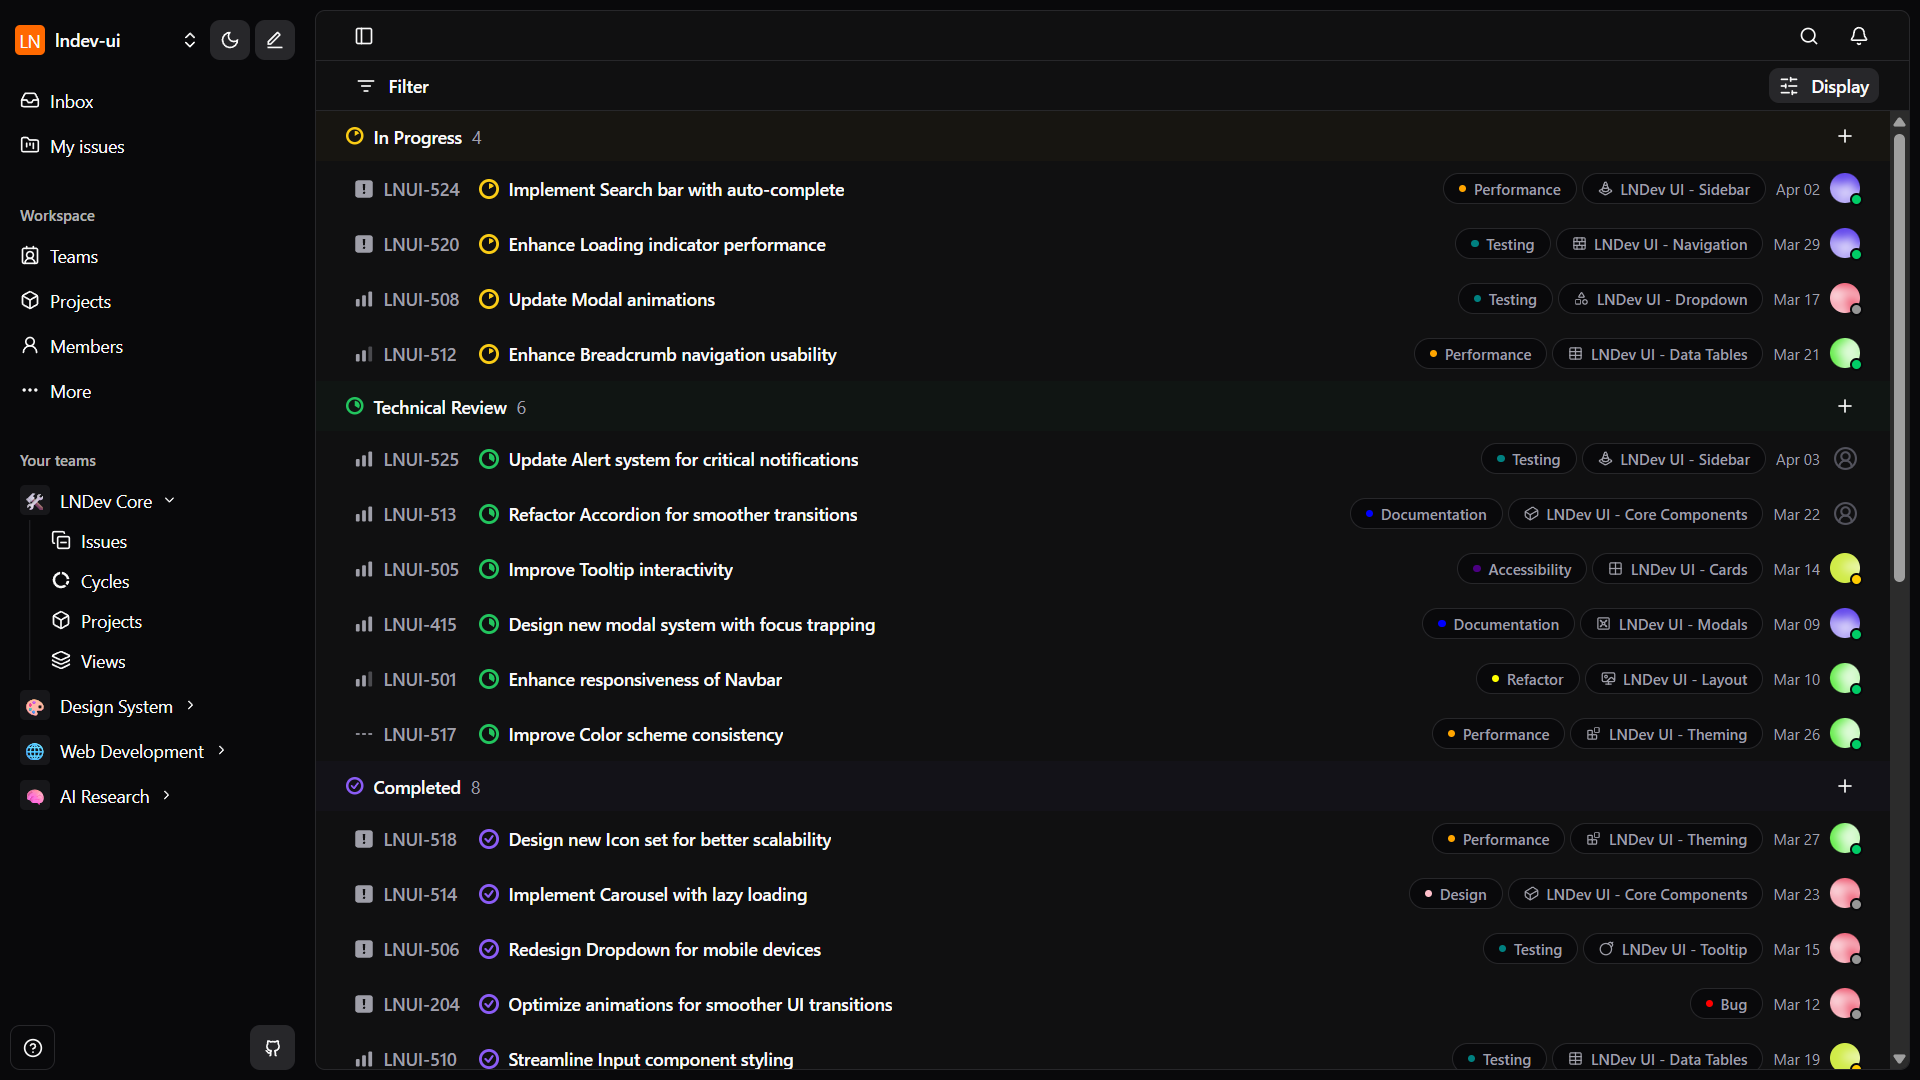 LN lndev-ui
Inbox
My issues
Workspace
Teams
Projects
Members
More
Your teams
LNDev Core
Issues
Cycles
Projects
Views
Design System
Web Development
AI Research
Filter
Display
In Progress 4
LNUI-524 Implement Search bar with auto-complete Performance LNDev UI - Sidebar Apr 02
LNUI-520 Enhance Loading indicator performance Testing LNDev UI - Navigation Mar 29
LNUI-508 Update Modal animations Testing LNDev UI - Dropdown Mar 17
LNUI-512 Enhance Breadcrumb navigation usability Performance LNDev UI - Data Tables Mar 21
Technical Review 6
LNUI-525 Update Alert system for critical notifications Testing LNDev UI - Sidebar Apr 03
LNUI-513 Refactor Accordion for smoother transitions Documentation LNDev UI - Core Components Mar 22
LNUI-505 Improve Tooltip interactivity Accessibility LNDev UI - Cards Mar 14
LNUI-415 Design new modal system with focus trapping Documentation LNDev UI - Modals Mar 09
LNUI-501 Enhance responsiveness of Navbar Refactor LNDev UI - Layout Mar 10
LNUI-517 Improve Color scheme consistency Performance LNDev UI - Theming Mar 26
Completed 8
LNUI-518 Design new Icon set for better scalability Performance LNDev UI - Theming Mar 27
LNUI-514 Implement Carousel with lazy loading Design LNDev UI - Core Components Mar 23
LNUI-506 Redesign Dropdown for mobile devices Testing LNDev UI - Tooltip Mar 15
LNUI-204 Optimize animations for smoother UI transitions Bug Mar 12
LNUI-510 Streamline Input component styling Testing LNDev UI - Data Tables Mar 19